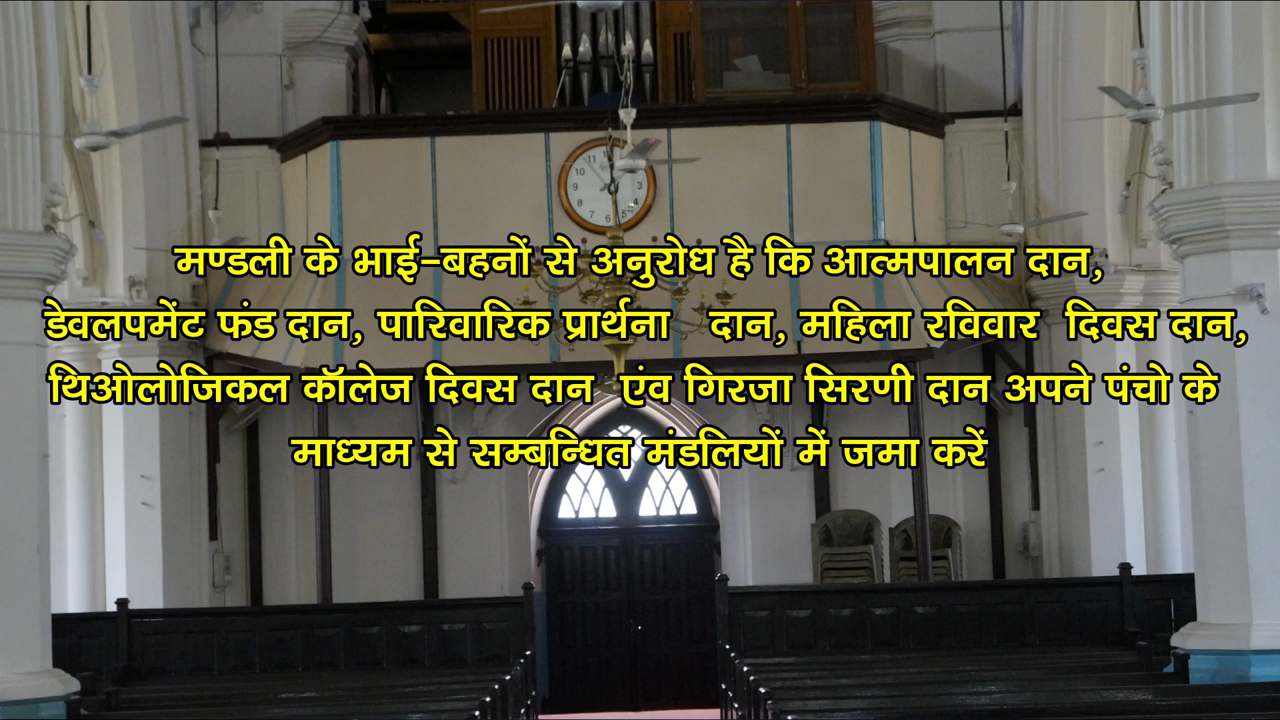 मण्डली के भाई-बहनों से अनुरोध है कि आत्मपालन दान,
डेवलपमेंट फंड दान, पारिवारिक प्रार्थना दान, महिला रविवार दिवस दान,
थिओलोजिकल कॉलेज दिवस दान एंव गिरजा सिरणी दान अपने पंचो के
माध्यम से सम्बन्धित मंडलियों में जमा करें